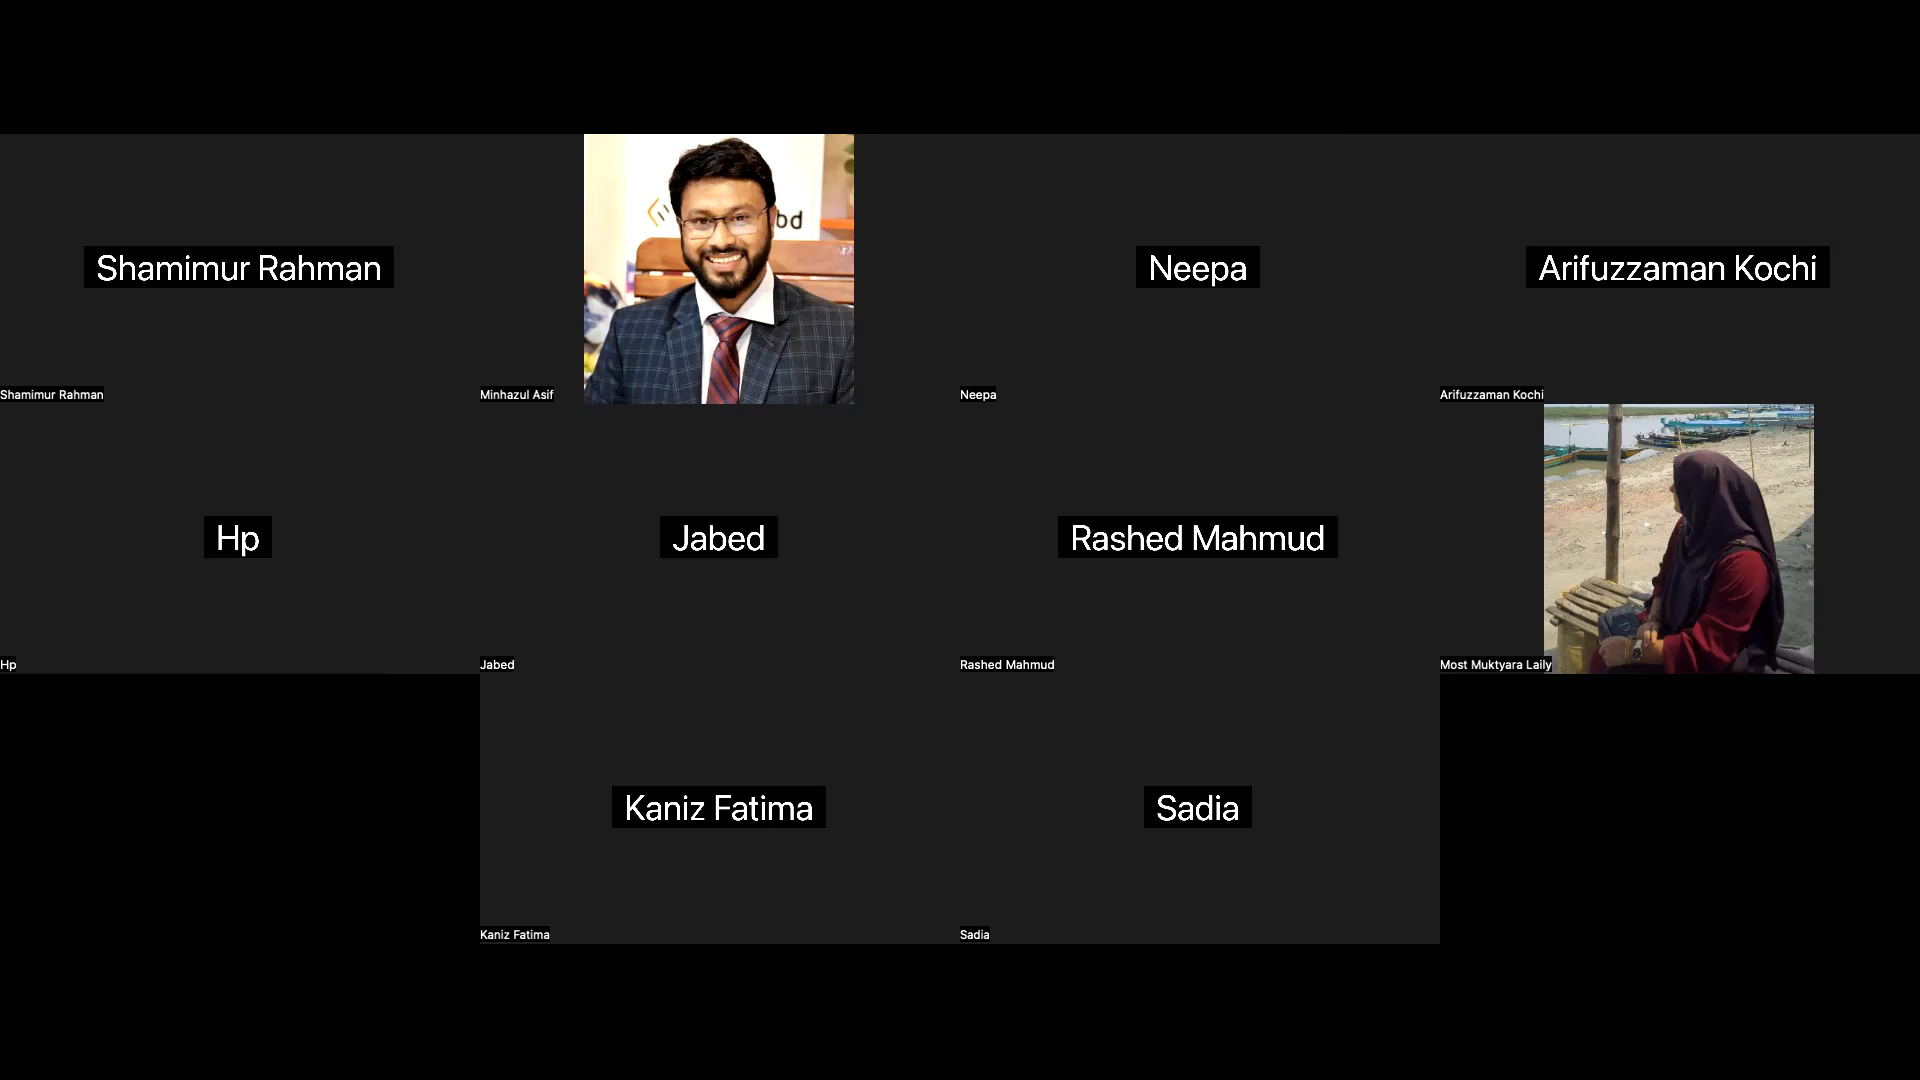 Shamimur Rahman
Shamimur Rahman
bd
Minhazul Asif
Neepa
Neepa
Arifuzzaman Kochi
Arifuzzaman Kochi
Hp
Hp
Jabed
Jabed
Rashed Mahmud
Rashed Mahmud
Most Muktyara Laily
Kaniz Fatima
Kaniz Fatima
Sadia
Sadia